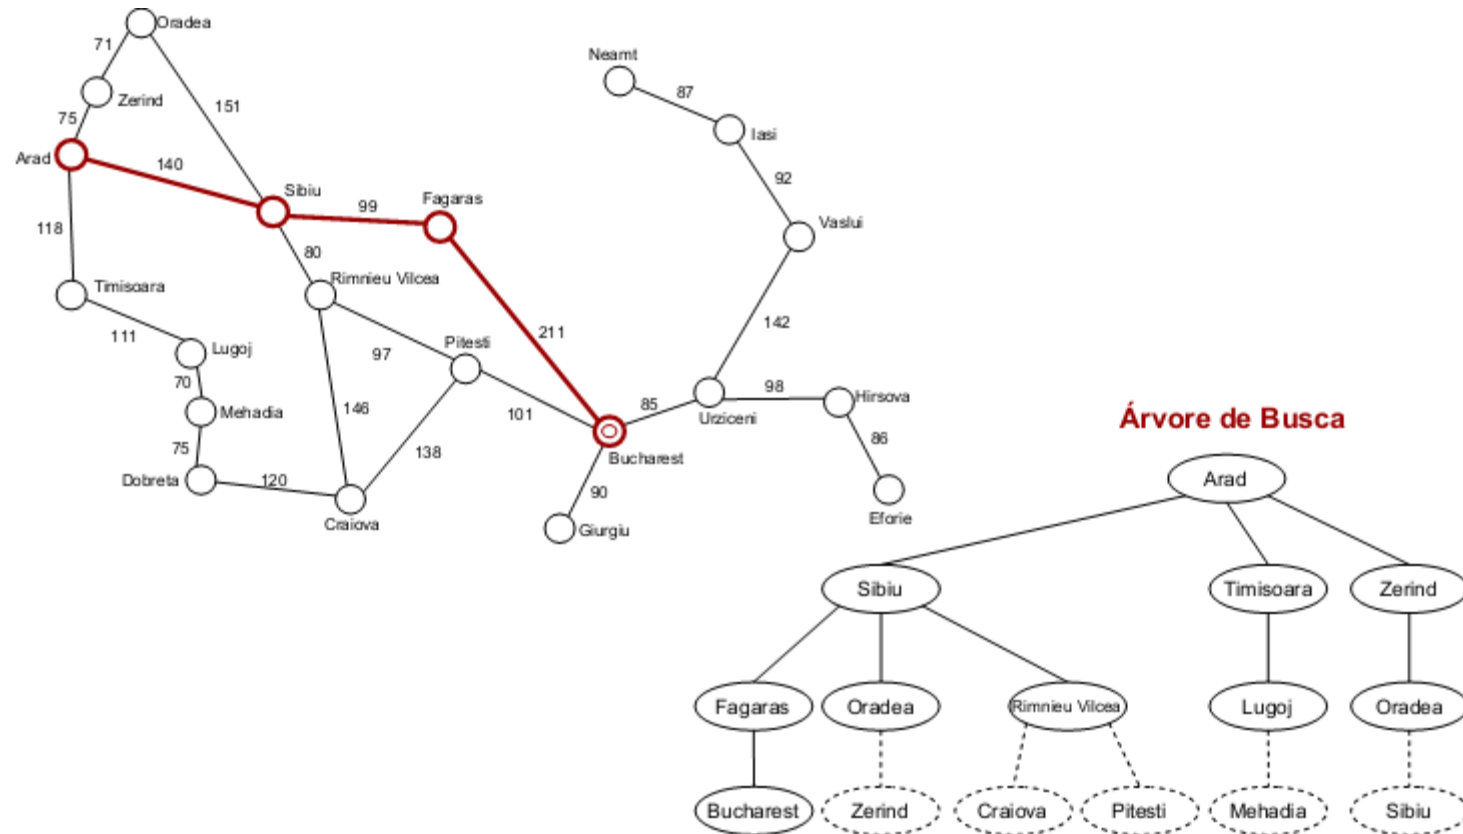 Oradea
71
Neamt
87
Zerind
151
75
Iasi
Arad
140
92
Sibiu
Fagaras
99
118
Vaslui
80
Rimnieu Vilcea
Timisoara
142
211
111
Pitesti
Lugoj
97
70
98
Hirsova
85
146
101
Mehadia
Urziceni
Árvore de Busca
86
75
138
Bucharest
Dobreta
120
Arad
90
Eforie
Craiova
Giurgiu
Sibiu
Timisoara
Zerind
Fagaras
Oradea
Rimnieu Vilcea
Lugoj
Oradea
Bucharest
Zerind
Craiova
Pitesti
Mehadia
Sibiu